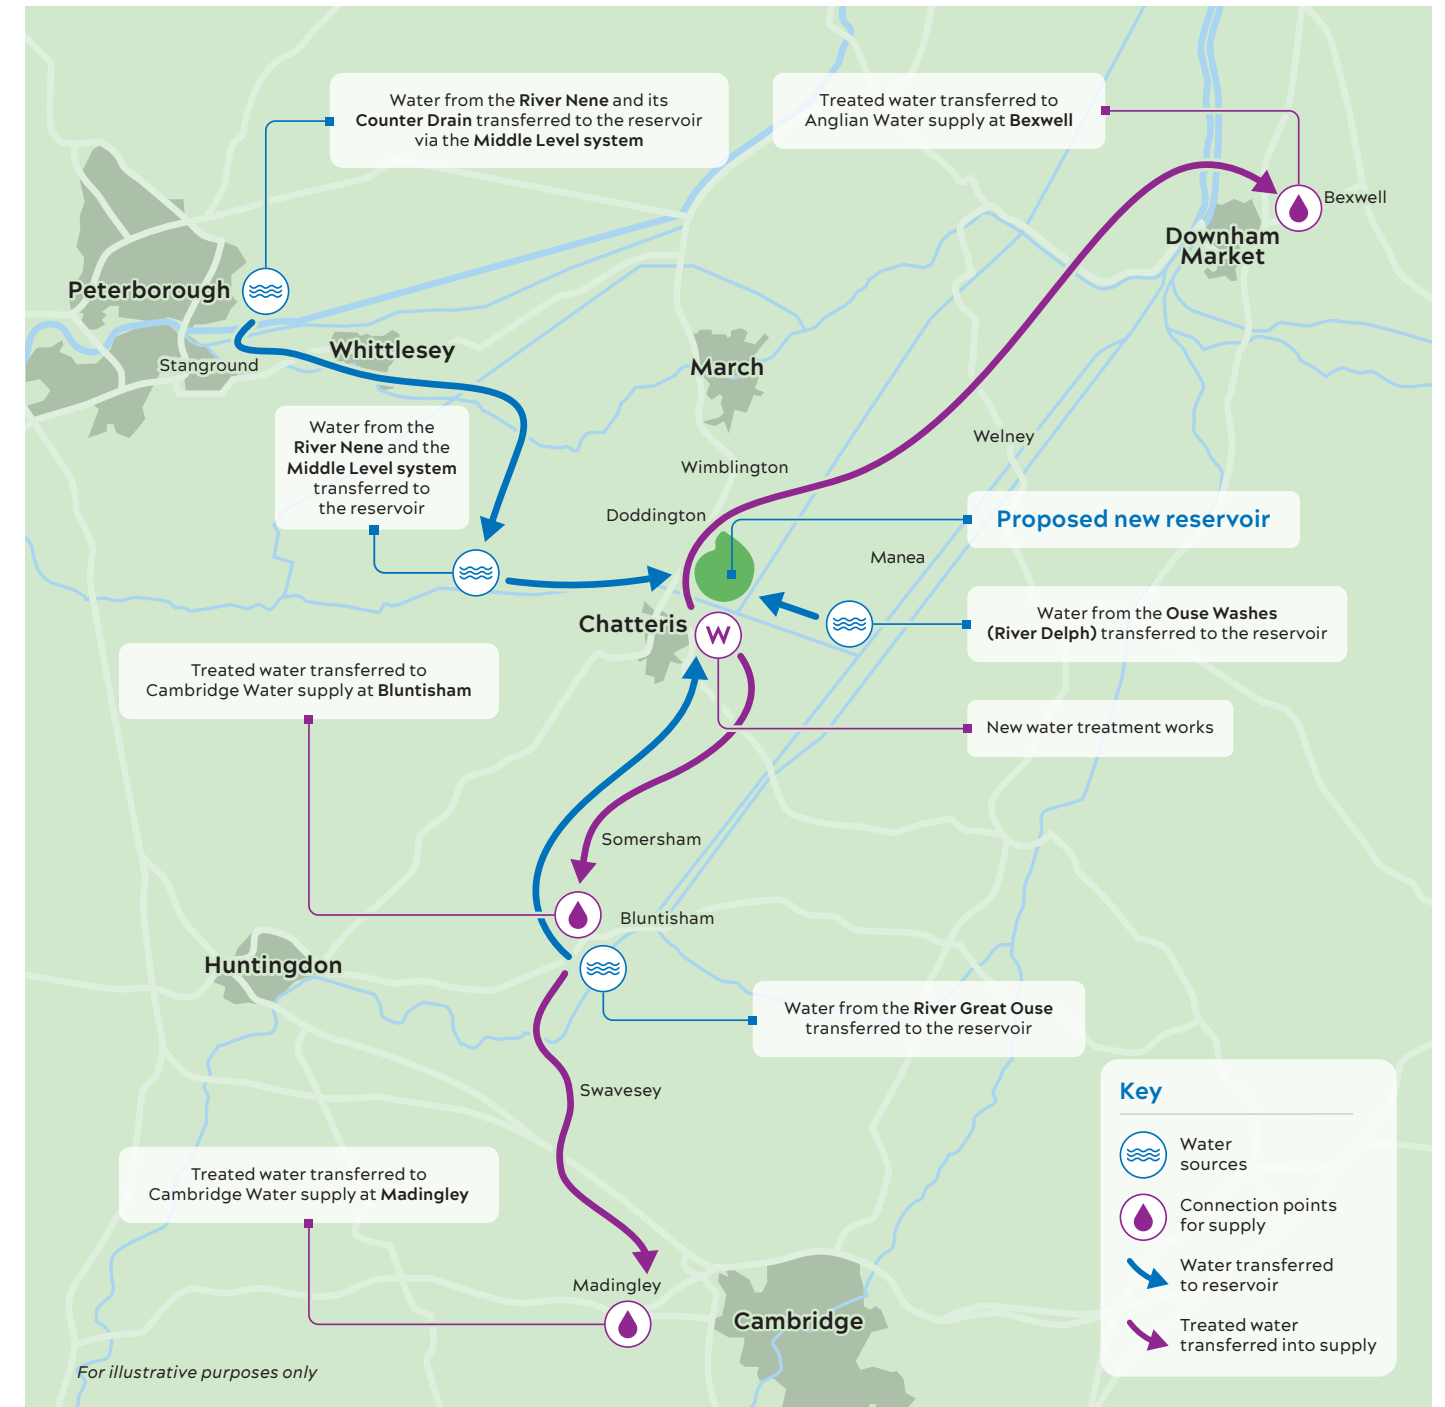 Water from the River Nene and its
Counter Drain transferred to the reservoir
via the Middle Level system
Treated water transferred to
Anglian Water supply at Bexwell
Bexwell
Downham
Market
Peterborough
Whittlesey
Stanground
March
Water from the
River Nene and the
Middle Level system
transferred to
the reservoir
Welney
Wimblington
Doddington
Proposed new reservoir
Manea
Water from the Ouse Washes
(River Delph) transferred to the reservoir
Chatteris
W
Treated water transferred to
Cambridge Water supply at Bluntisham
New water treatment works
Somersham
Bluntisham
Huntingdon
Water from the River Great Ouse
transferred to the reservoir
Swavesey
Treated water transferred to
Cambridge Water supply at Madingley
Madingley
Cambridge
Key
Water
sources
Connection points
for supply
Water transferred
to reservoir
Treated water
transferred into supply
For illustrative purposes only